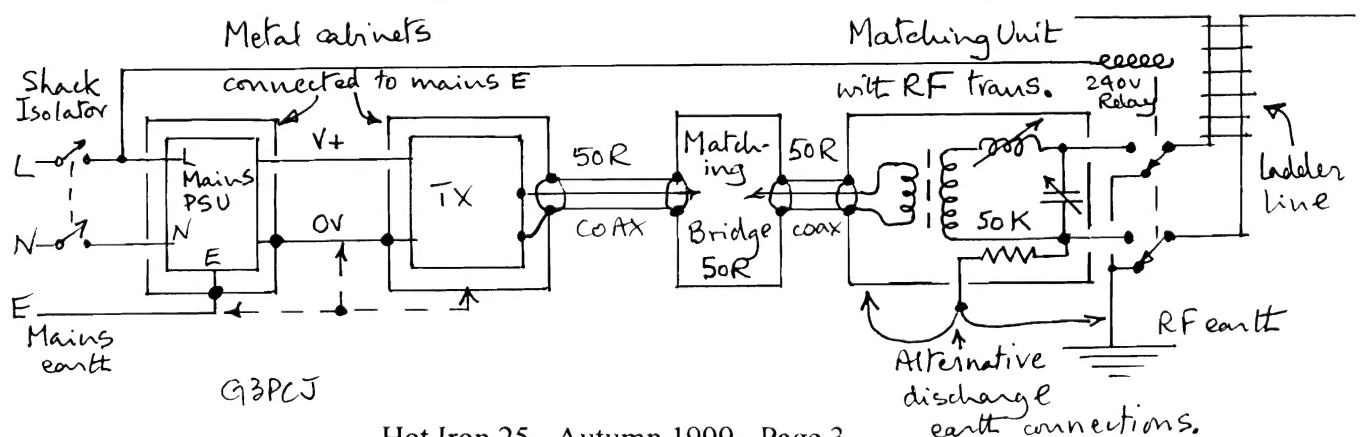 Metal cabinets
connected to mains E
Matching Unit
with RF trans.
240V
Relay
Shack
Isolator
L
N
E
Mains
earth
L
Mains
PSU
N
E
V+
0V
TX
50R
COAX
Match-
ing
Bridge
50R
50R
coax
50K
Ladder
Line
RF earth
Alternative
discharge
earth connections.
G3PCJ
Hot Iron 25 - Autumn 1999 - Page 3